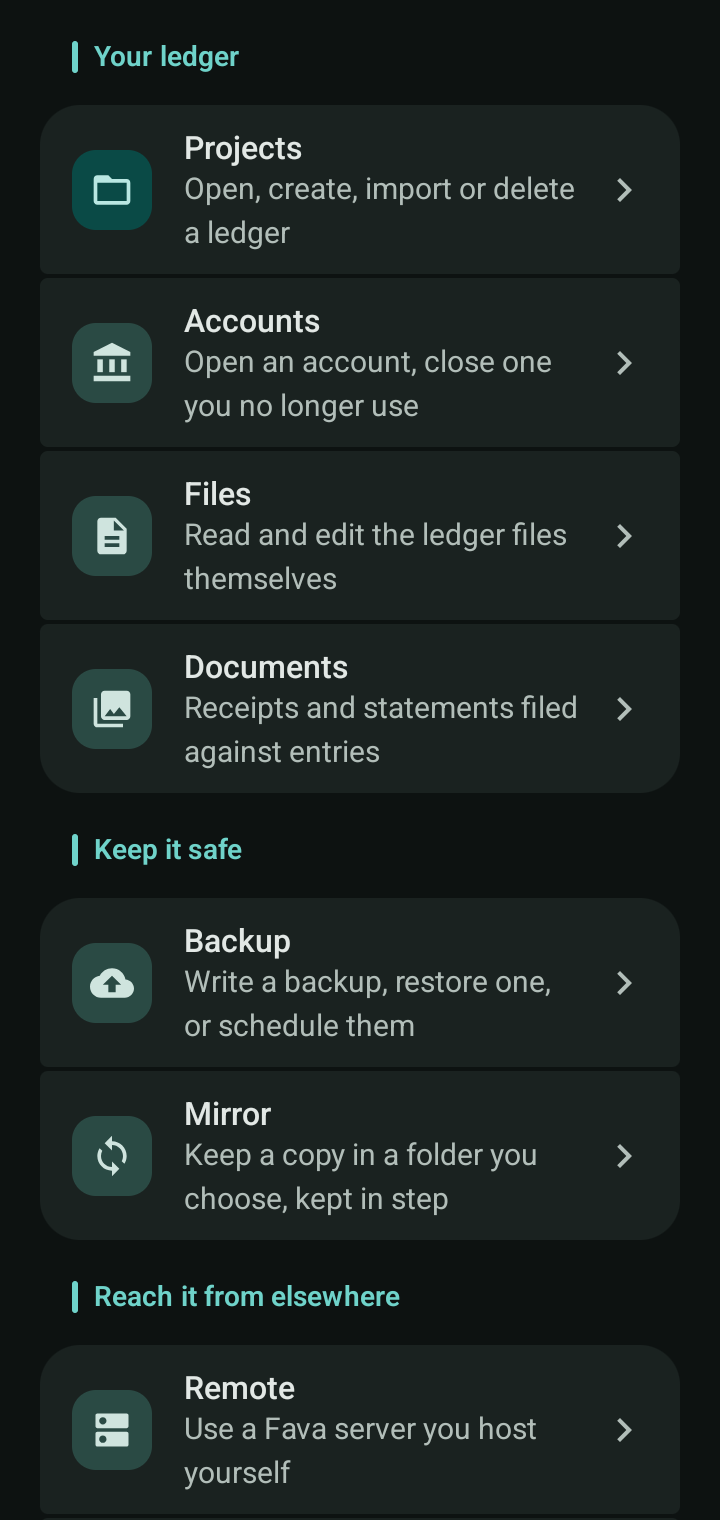 Your ledger
Projects
Open, create, import or delete
a ledger
Accounts
Open an account, close one
you no longer use
Files
Read and edit the ledger files
themselves
Documents
Receipts and statements filed
against entries
Keep it safe
Backup
Write a backup, restore one,
or schedule them
Mirror
Keep a copy in a folder you
choose, kept in step
Reach it from elsewhere
Remote
Use a Fava server you host
yourself